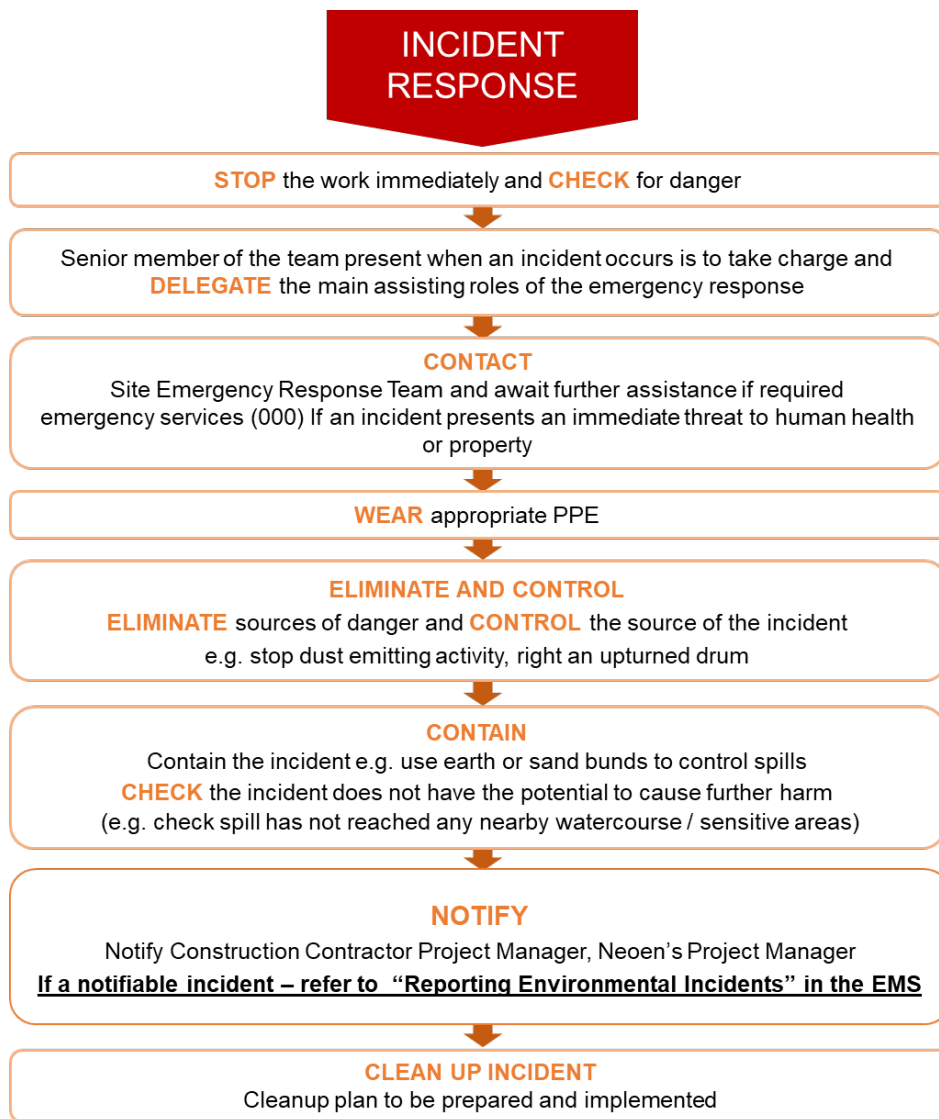 INCIDENT
RESPONSE
STOP the work immediately and CHECK for danger
Senior member of the team present when an incident occurs is to take charge and
DELEGATE the main assisting roles of the emergency response
CONTACT
Site Emergency Response Team and await further assistance if required
emergency services (000) If an incident presents an immediate threat to human health
or property
WEAR appropriate PPE
ELIMINATE AND CONTROL
ELIMINATE sources of danger and CONTROL the source of the incident
e.g. stop dust emitting activity, right an upturned drum
CONTAIN
Contain the incident e.g. use earth or sand bunds to control spills
CHECK the incident does not have the potential to cause further harm
(e.g. check spill has not reached any nearby watercourse / sensitive areas)
NOTIFY
Notify Construction Contractor Project Manager, Neoen's Project Manager
If a notifiable incident – refer to “Reporting Environmental Incidents” in the EMS
CLEAN UP INCIDENT
Cleanup plan to be prepared and implemented